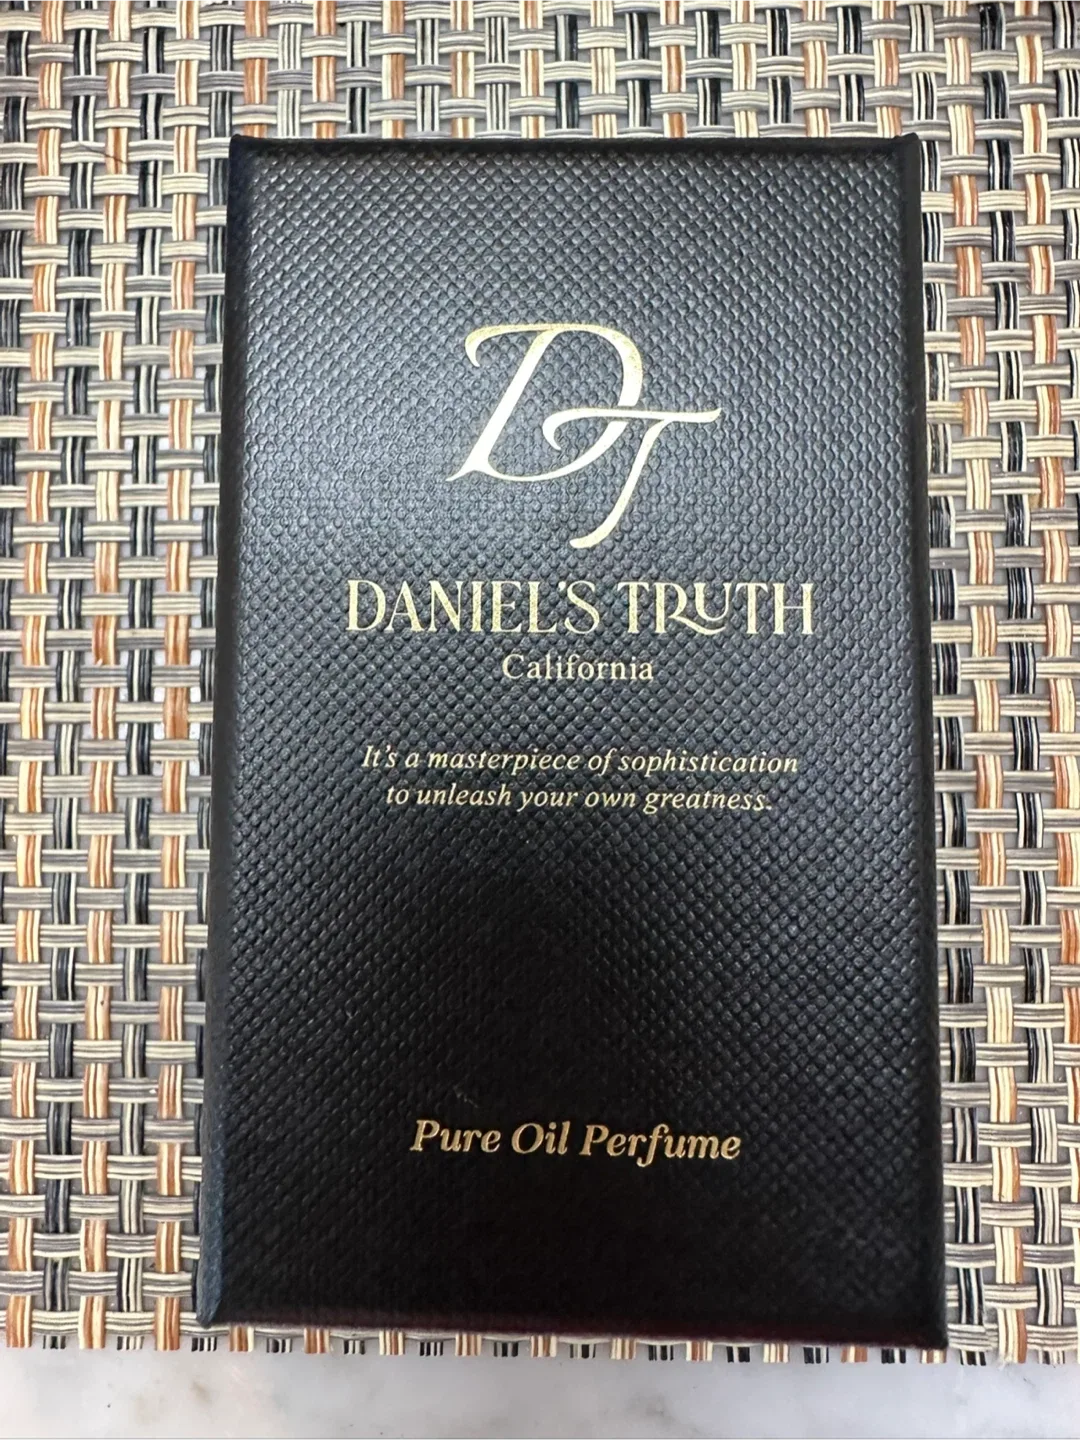 DT
DANIEL'S TRUTH
California
It's a masterpiece of sophistication
to unleash your own greatness.
Pure Oil Perfume